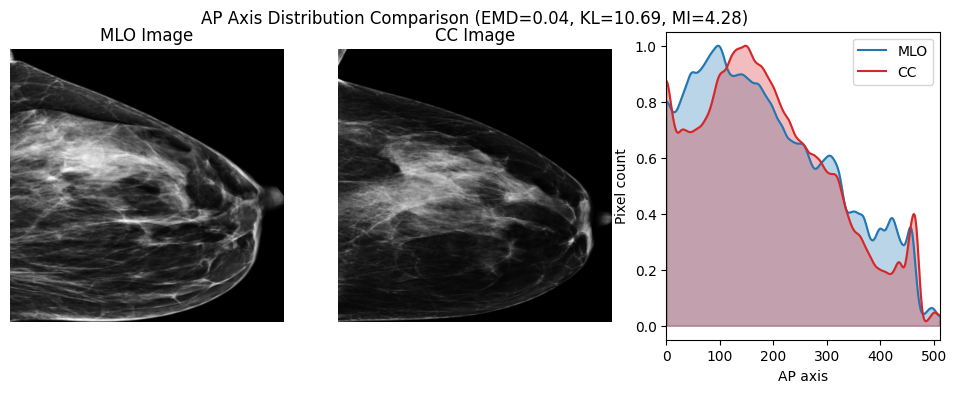 AP Axis Distribution Comparison (EMD=0.04, KL=10.69, MI=4.28)
MLO Image
CC Image
MLO
CC
Pixel count
1.0
0.8
0.6
0.4
0.2
0.0
0 100 200 300 400 500
AP axis